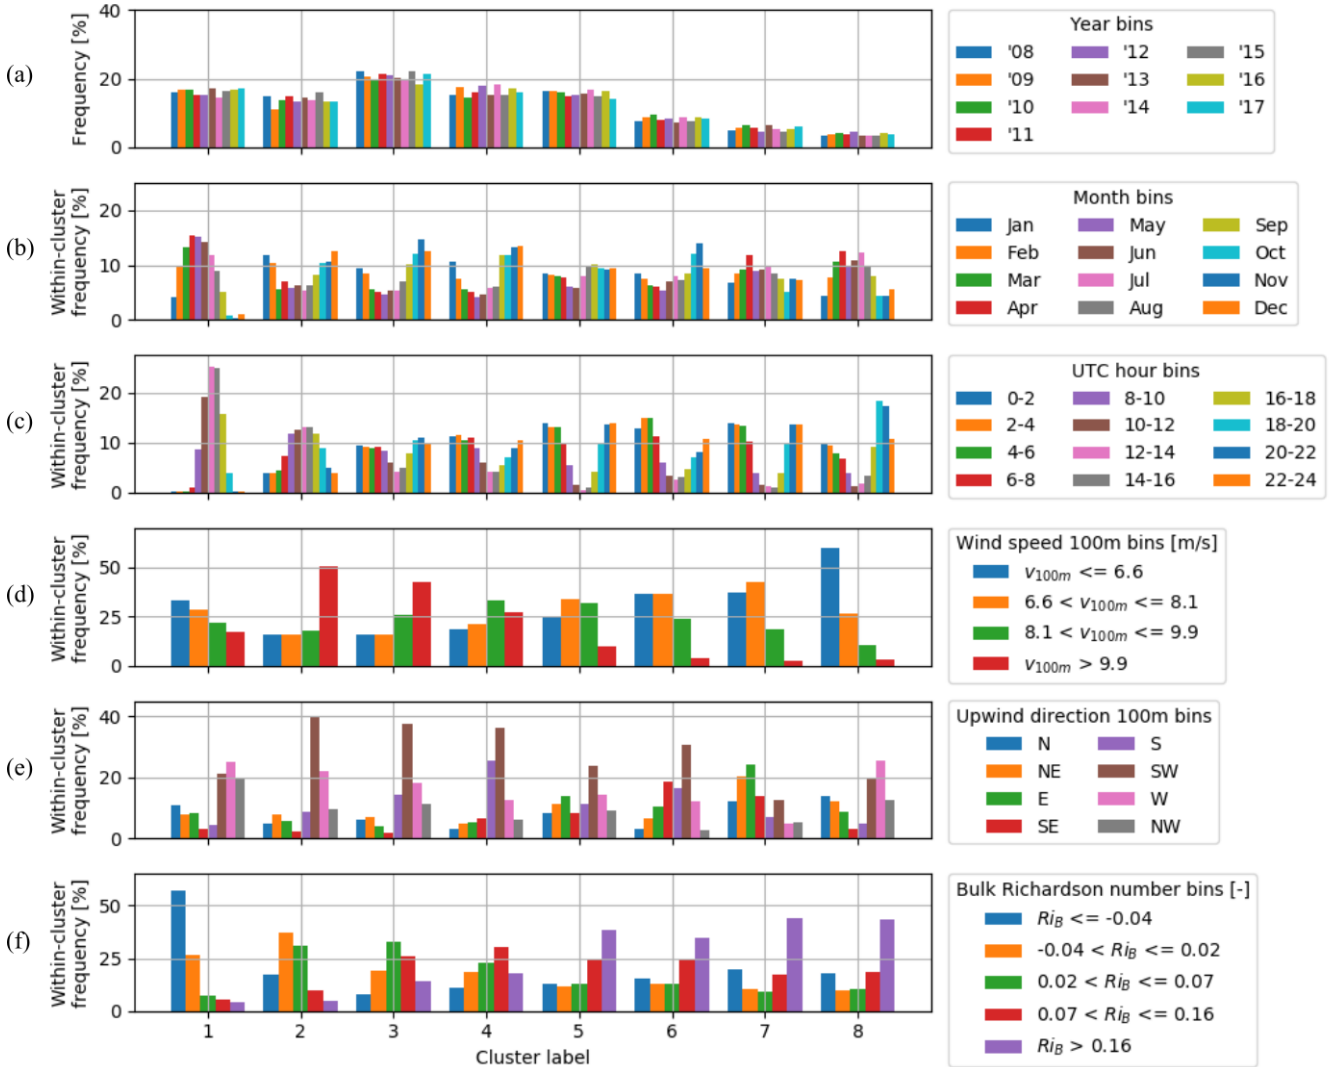 (a)
Frequency [%]
40
20
0
Year bins
'08 '12 '15
'09 '13 '16
'10 '14 '17
'11
(b)
Within-cluster
frequency [%]
20
10
0
Month bins
Jan May Sep
Feb Jun Oct
Mar Jul Nov
Apr Aug Dec
(c)
Within-cluster
frequency [%]
20
10
0
UTC hour bins
0-2 8-10 16-18
2-4 10-12 18-20
4-6 12-14 20-22
6-8 14-16 22-24
(d)
Within-cluster
frequency [%]
50
25
0
Wind speed 100m bins [m/s]
v100m <= 6.6
6.6 < v100m <= 8.1
8.1 < v100m <= 9.9
v100m > 9.9
(e)
Within-cluster
frequency [%]
40
20
0
Upwind direction 100m bins
N S
NE SW
E W
SE NW
(f)
Within-cluster
frequency [%]
50
25
0
1 2 3 4 5 6 7 8
Cluster label
Bulk Richardson number bins [-]
RiB <= -0.04
-0.04 < RiB <= 0.02
0.02 < RiB <= 0.07
0.07 < RiB <= 0.16
RiB > 0.16